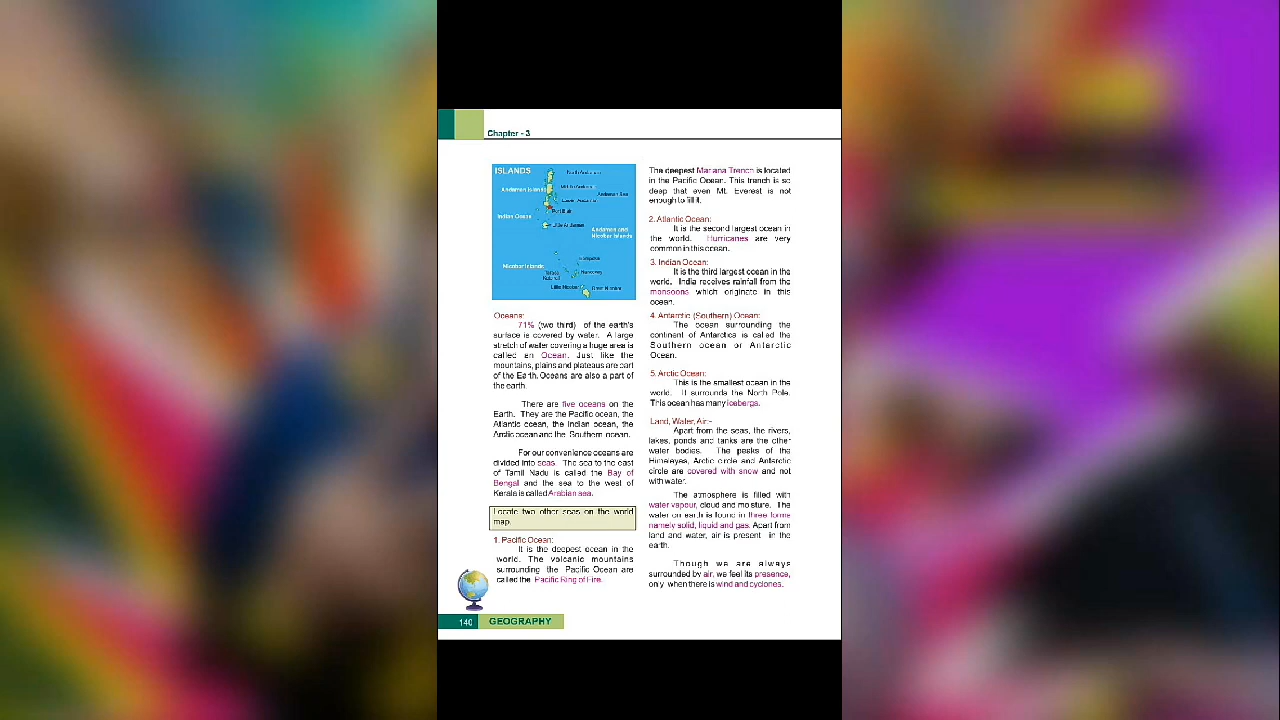 Chapter - 3
ISLANDS
North Andaman
Andaman Islands
Middle Andaman
Andaman Sea
Lower Andaman
Port Blair
Indian Ocean
Little Andaman
Andaman and
Nicobar Islands
Nicobar Islands
Nancowry
Little Nicobar
Great Nicobar
Oceans:
71% (two third) of the earth's
surface is covered by water. A large
stretch of water covering a huge area is
called an Ocean. Just like the
mountains, plains and plateaus are part
of the Earth. Oceans are also a part of
the earth.
There are five oceans on the
Earth. They are the Pacific ocean, the
Atlantic ocean, the Indian ocean, the
Arctic ocean and the Southern ocean.
For our convenience oceans are
divided into seas. The sea to the east
of Tamil Nadu is called the Bay of
Bengal and the sea to the west of
Kerala is called Arabian sea.
Locate two other seas on the world
map.
1. Pacific Ocean:
It is the deepest ocean in the
world. The volcanic mountains
surrounding the Pacific Ocean are
called the Pacific Ring of Fire.
The deepest Mariana Trench is located
in the Pacific Ocean. This trench is so
deep that even Mt. Everest is not
enough to fill it.
2. Atlantic Ocean:
It is the second largest ocean in
the world. Hurricanes are very
common in this ocean.
3. Indian Ocean:
It is the third largest ocean in the
world. India receives rainfall from the
monsoons which originate in this
ocean.
4. Antarctic (Southern) Ocean:
The ocean surrounding the
continent of Antarctica is called the
Southern ocean or Antarctic
Ocean.
5. Arctic Ocean:
This is the smallest ocean in the
world. It surrounds the North Pole.
This ocean has many icebergs.
Land, Water, Air:-
Apart from the seas, the rivers,
lakes, ponds and tanks are the other
water bodies. The peaks of the
Himalayas, Arctic circle and Antarctic
circle are covered with snow and not
with water.
The atmosphere is filled with
water vapour, cloud and moisture. The
water on earth is found in three forms
namely solid, liquid and gas. Apart from
land and water, air is present in the
earth.
Though we are always
surrounded by air, we feel its presence,
only when there is wind and cyclones.
140 GEOGRAPHY